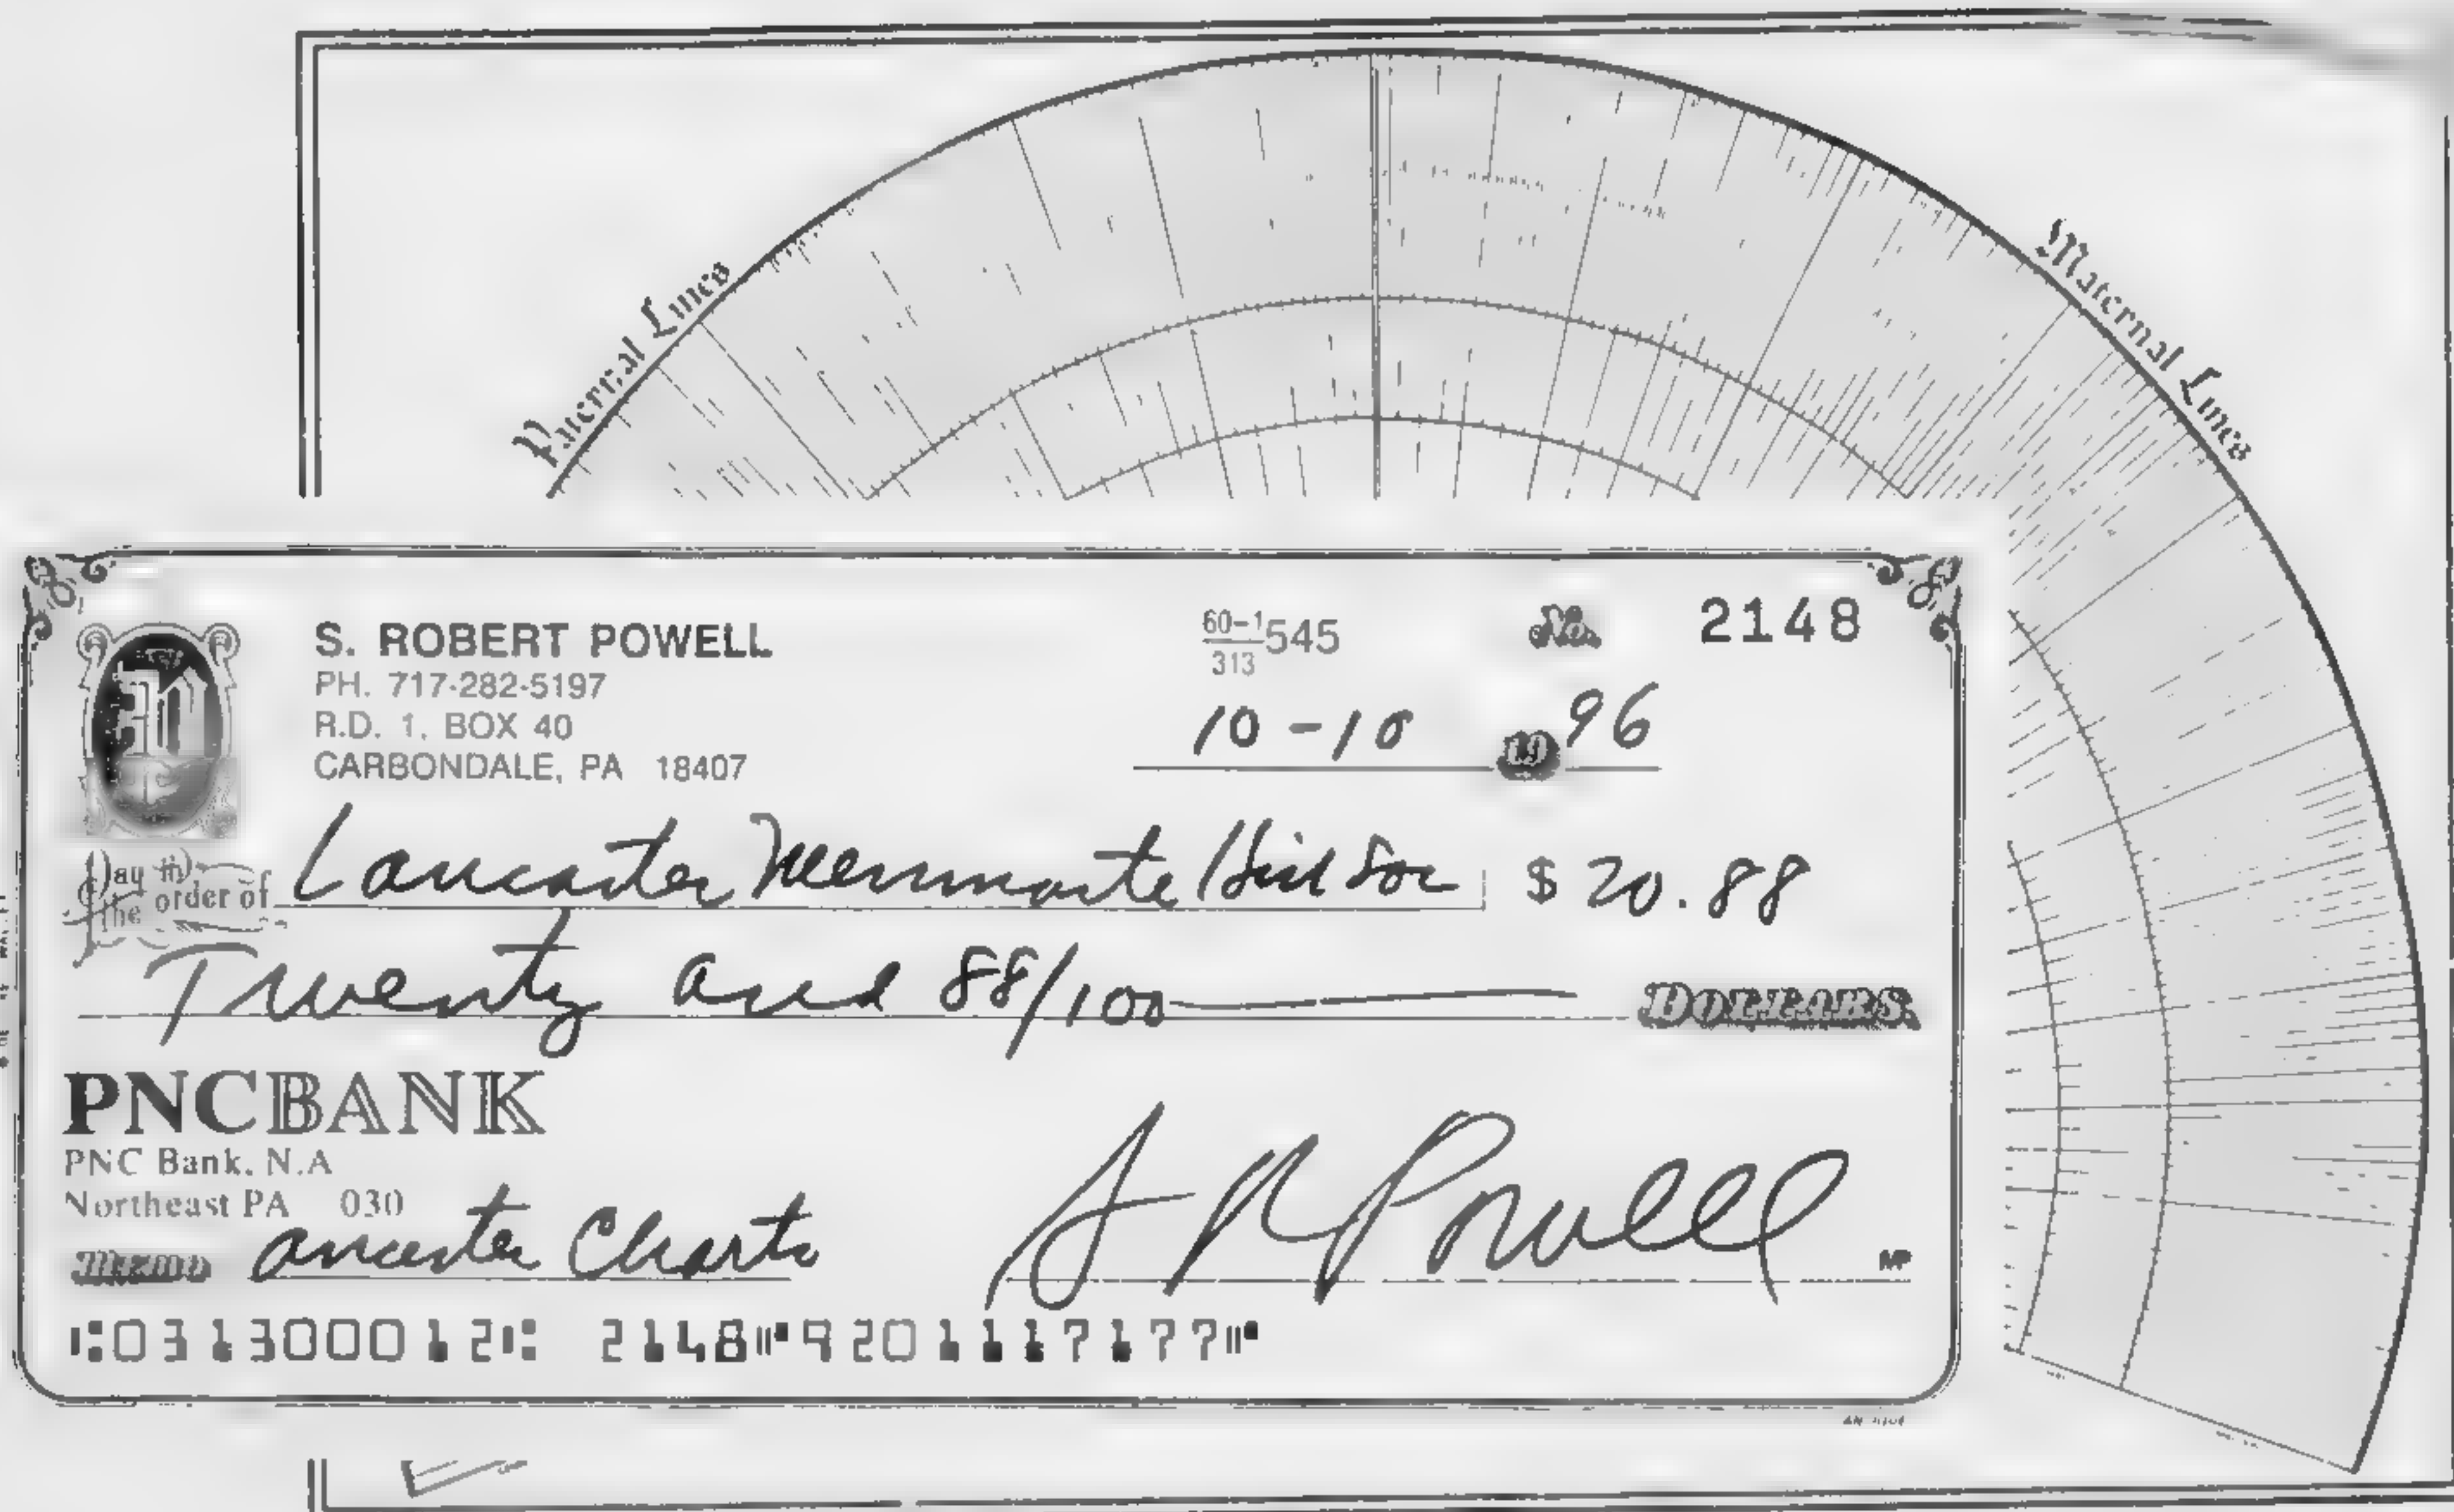 Paternal Lines
Maternal Lines
S. ROBERT POWELL
PH. 717-282-5197
R.D. 1, BOX 40
CARBONDALE, PA 18407
60-1/313 545
No. 2148
10-10 19 96
Pay to the order of Lancaster Mennonite Hist Soc $ 20.88
Twenty and 88/100 DOLLARS
PNCBANK
PNC Bank, N.A
Northeast PA 030
Memo ancestor Charts
S R Powell
MP
⑆031300012⑆ 2148⑈9201117177⑈